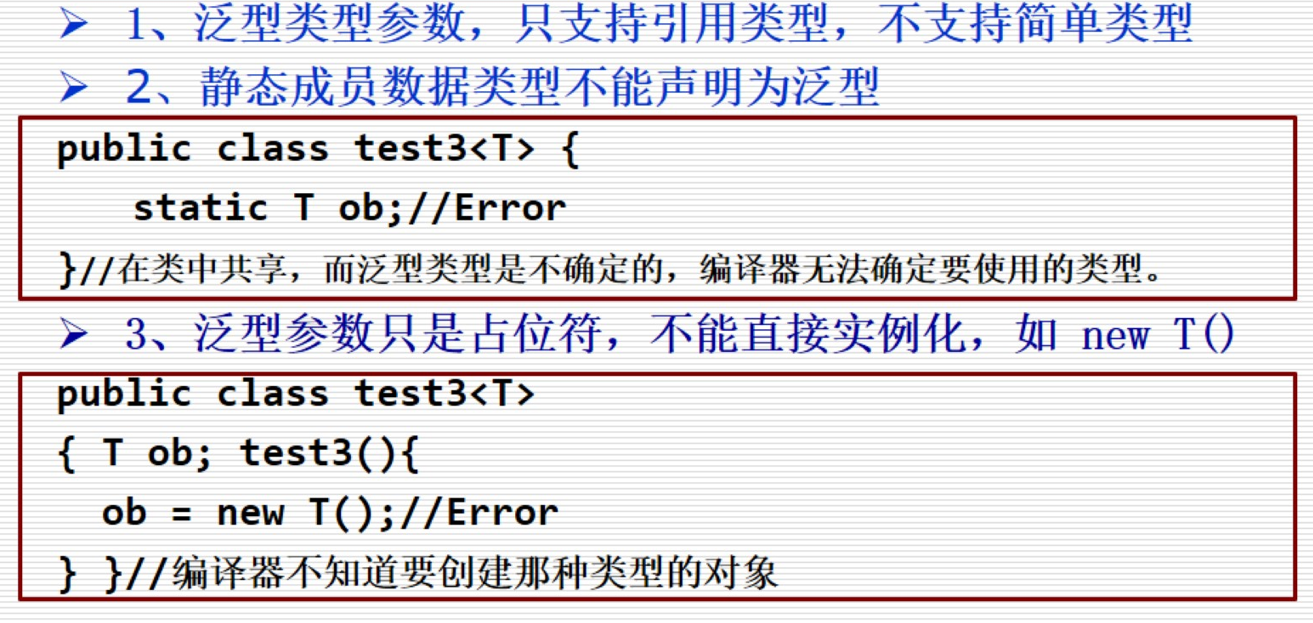 ➢ 1、泛型类型参数，只支持引用类型，不支持简单类型
➢ 2、静态成员数据类型不能声明为泛型
public class test3<T> {
static T ob;//Error
}//在类中共享，而泛型类型是不确定的，编译器无法确定要使用的类型。
➢ 3、泛型参数只是占位符，不能直接实例化，如 new T()
public class test3<T>
{ T ob; test3(){
ob = new T();//Error
} }//编译器不知道要创建那种类型的对象